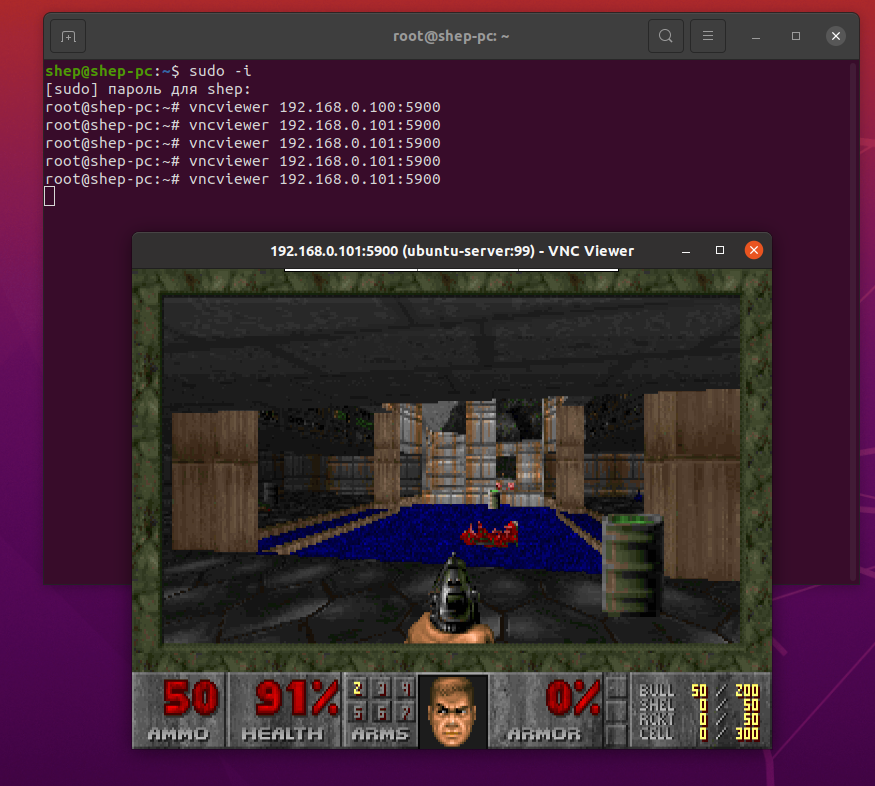 root@shep-pc: ~
shep@shep-pc:~$ sudo -i
[sudo] пароль для shep:
root@shep-pc:~# vncviewer 192.168.0.100:5900
root@shep-pc:~# vncviewer 192.168.0.101:5900
root@shep-pc:~# vncviewer 192.168.0.101:5900
root@shep-pc:~# vncviewer 192.168.0.101:5900
root@shep-pc:~# vncviewer 192.168.0.101:5900
192.168.0.101:5900 (ubuntu-server:99) - VNC Viewer
50 91% 2 3 4 0%
5 6 7
AMMO HEALTH ARMS ARMOR
BULL 50 / 200
SHEL 0 / 50
RCKT 0 / 50
CELL 0 / 300